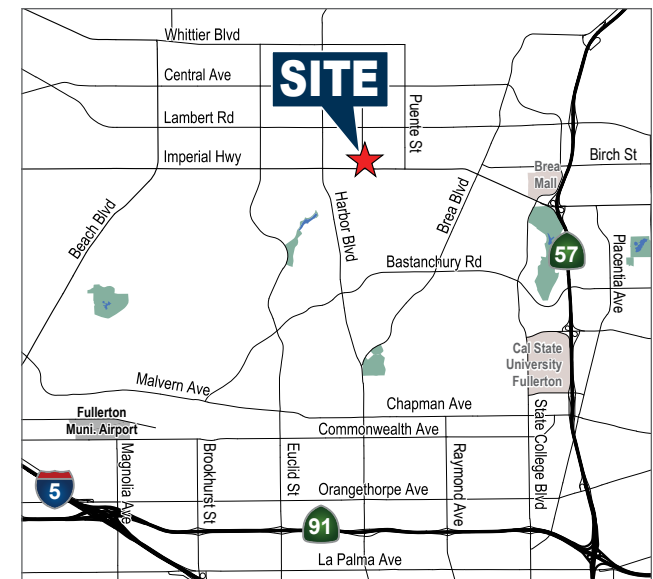 Whittier Blvd
SITE
Central Ave
Puente St
Lambert Rd
Imperial Hwy
Birch St
Brea
Mall
Beach Blvd
Harbor Blvd
Brea Blvd
57
Placentia Ave
Bastanchury Rd
Cal State
University
Fullerton
Malvern Ave
Chapman Ave
Fullerton
Muni. Airport
Commonwealth Ave
State College Blvd
Magnolia Ave
Brookhurst St
Euclid St
Raymond Ave
5
Orangethorpe Ave
91
La Palma Ave